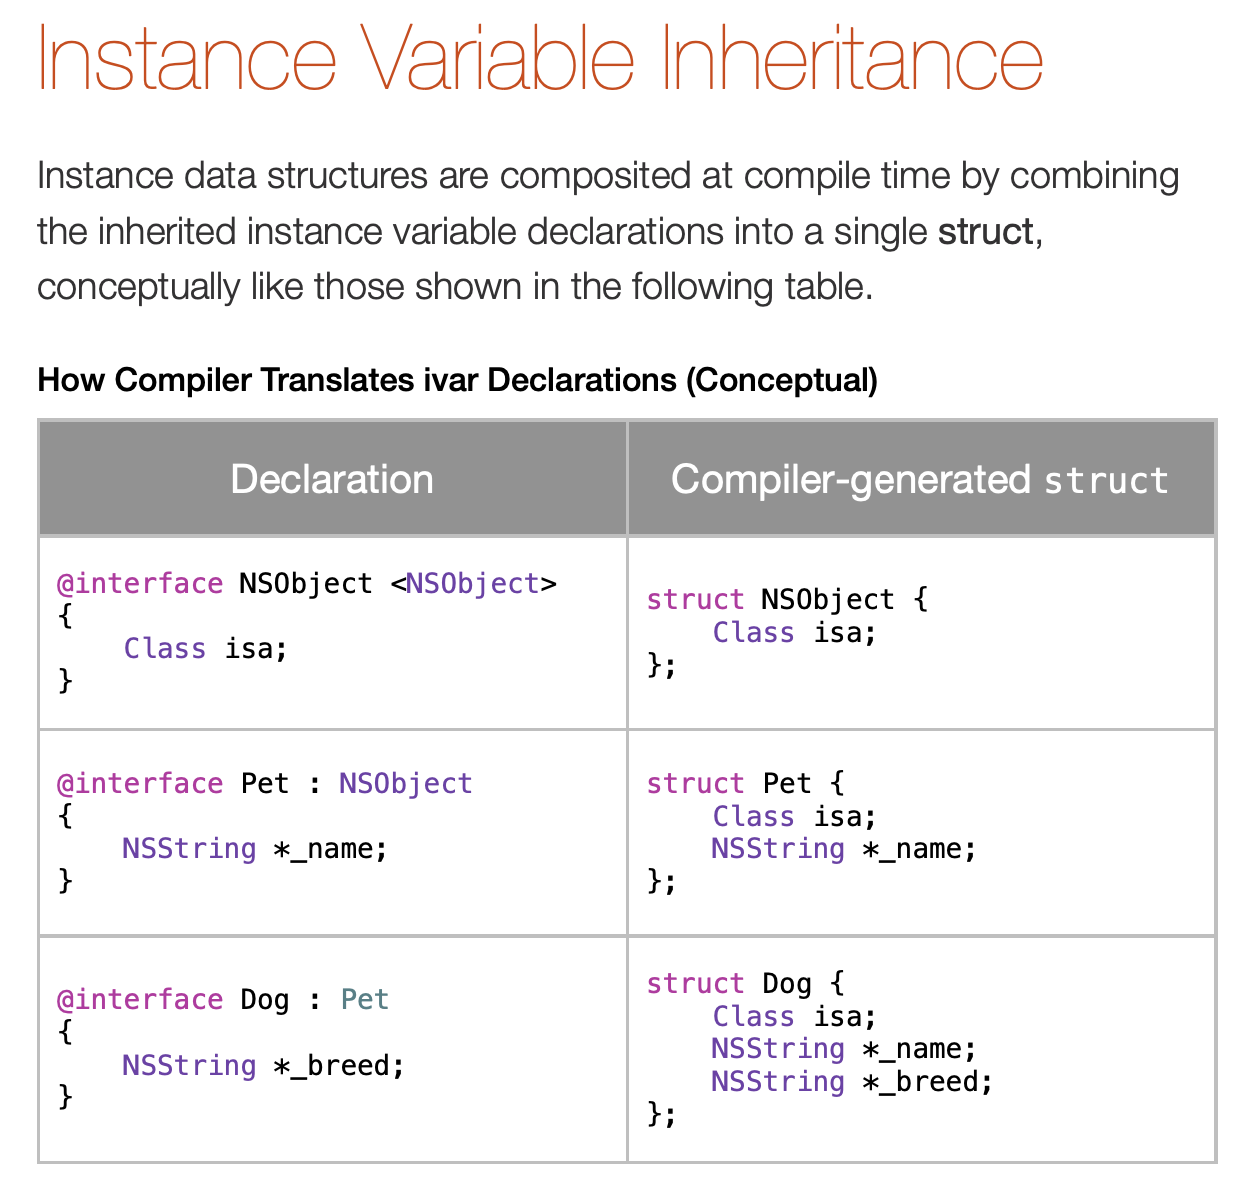 Instance Variable Inheritance
Instance data structures are composited at compile time by combining
the inherited instance variable declarations into a single struct,
conceptually like those shown in the following table.
How Compiler Translates ivar Declarations (Conceptual)
Declaration
Compiler-generated struct
@interface NSObject <NSObject>
{
    Class isa;
}
struct NSObject {
    Class isa;
};
@interface Pet : NSObject
{
    NSString *_name;
}
struct Pet {
    Class isa;
    NSString *_name;
};
@interface Dog : Pet
{
    NSString *_breed;
}
struct Dog {
    Class isa;
    NSString *_name;
    NSString *_breed;
};